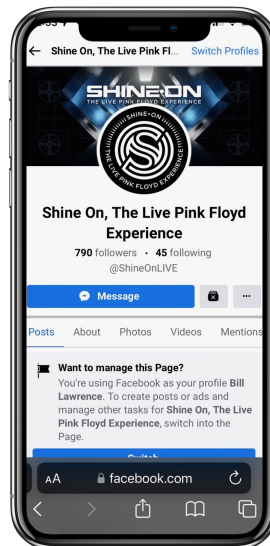 Shine On, The Live Pink Fl... Switch Profiles
SHINE ON
THE LIVE PINK FLOYD EXPERIENCE
SHINE • ON
THE LIVE PINK FLOYD EXPERIENCE
Shine On, The Live Pink Floyd
Experience
790 followers • 45 following
@ShineOnLIVE
Message
Posts About Photos Videos Mentions
Want to manage this Page?
You're using Facebook as your profile Bill
Lawrence. To create posts or ads and
manage other tasks for Shine On, The Live
Pink Floyd Experience, switch into the
Page.
Switch
AA facebook.com